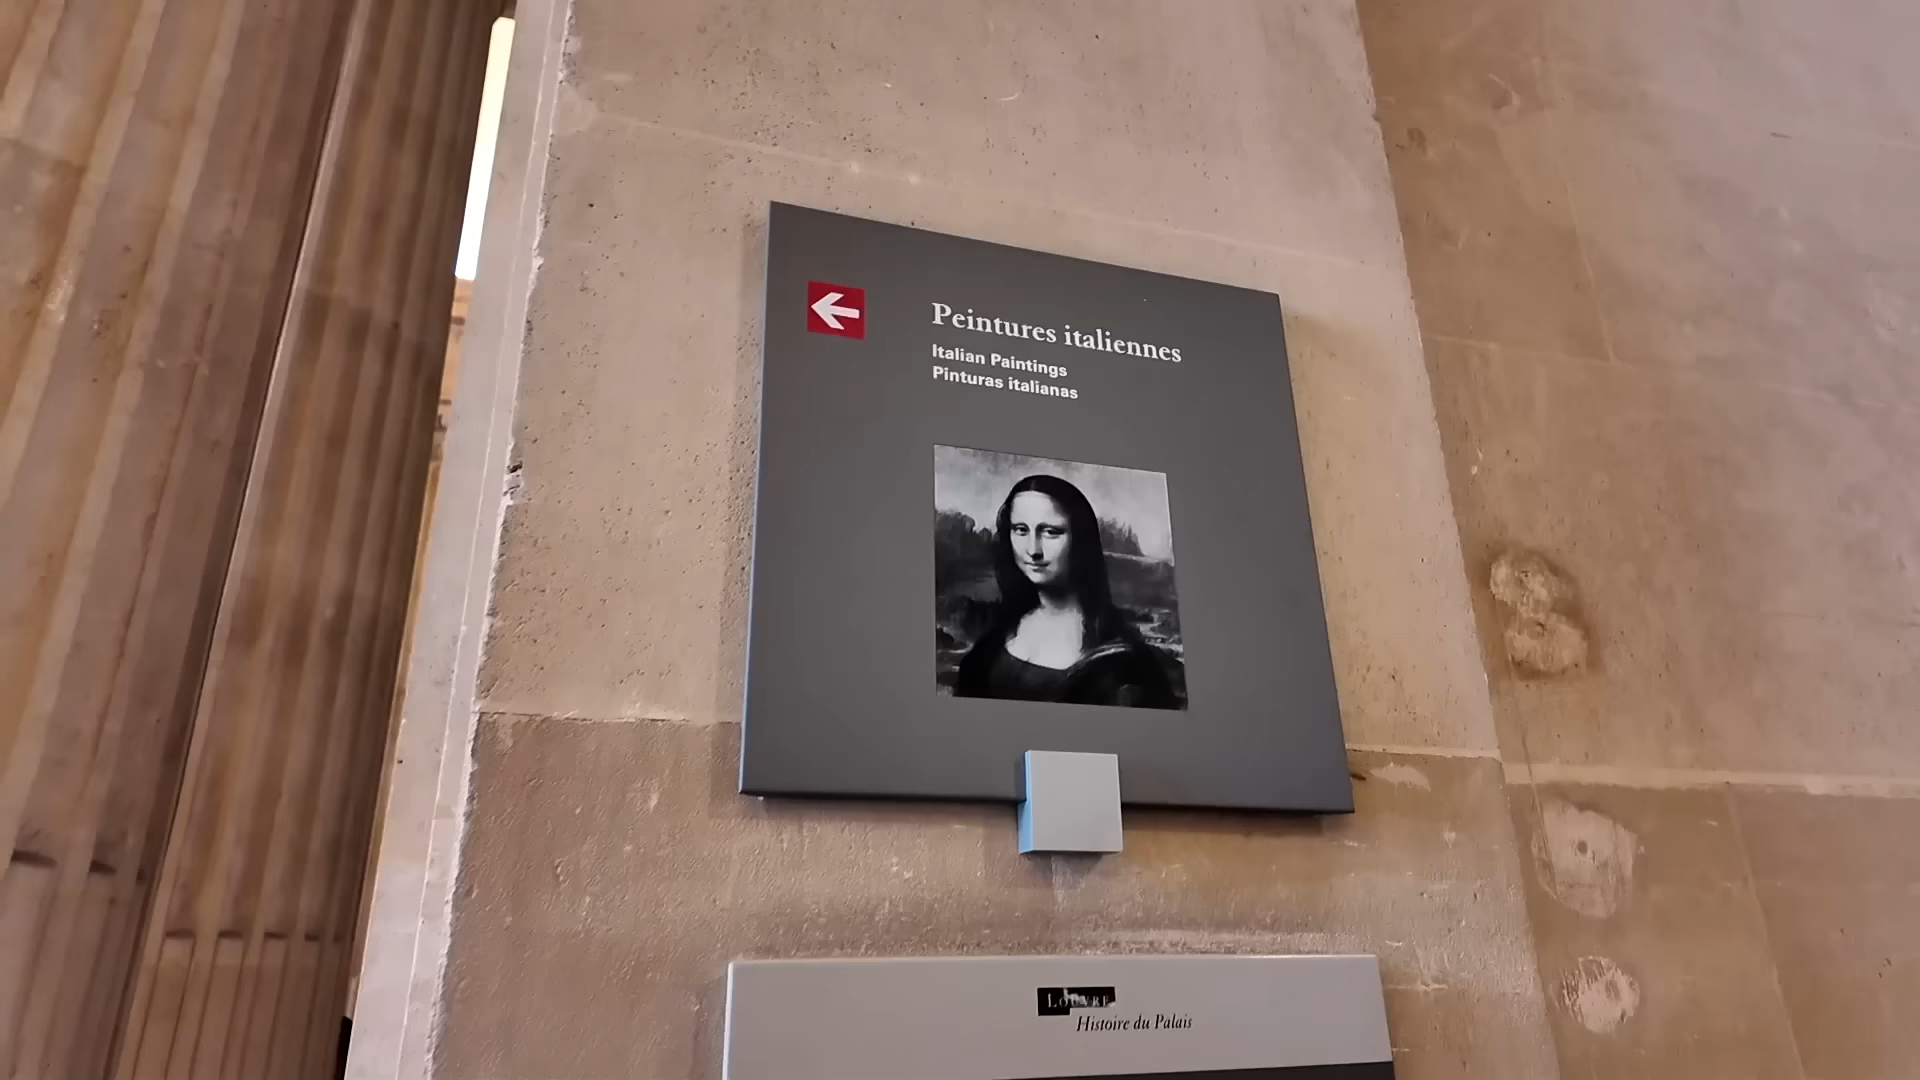 Peintures italiennes
Italian Paintings
Pinturas italianas
LOUVRE
Histoire du Palais